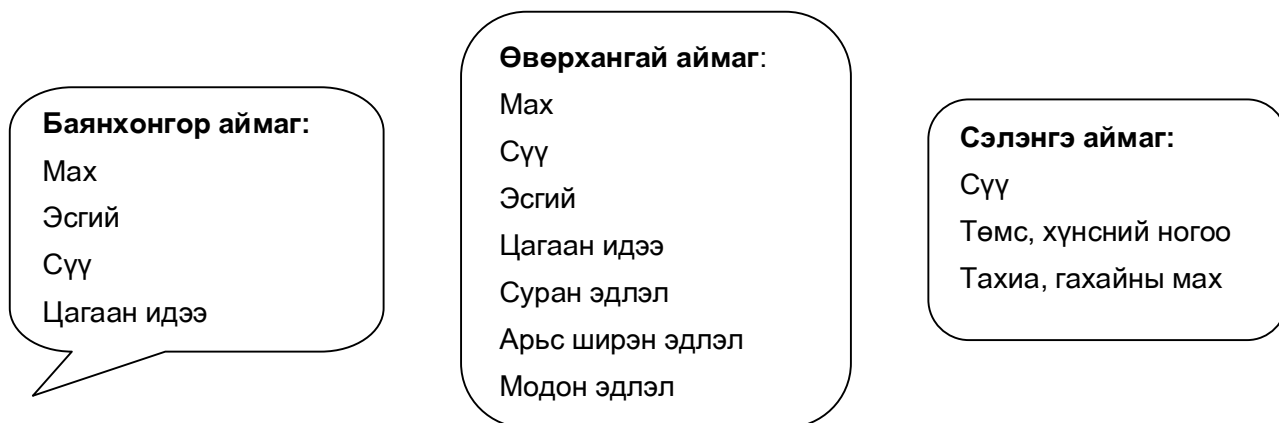 Баянхонгор аймаг:
Мах
Эсгий
Сүү
Цагаан идээ
Өвөрхангай аймаг:
Мах
Сүү
Эсгий
Цагаан идээ
Суран эдлэл
Арьс ширэн эдлэл
Модон эдлэл
Сэлэнгэ аймаг:
Сүү
Төмс, хүнсний ногоо
Тахиа, гахайны мах